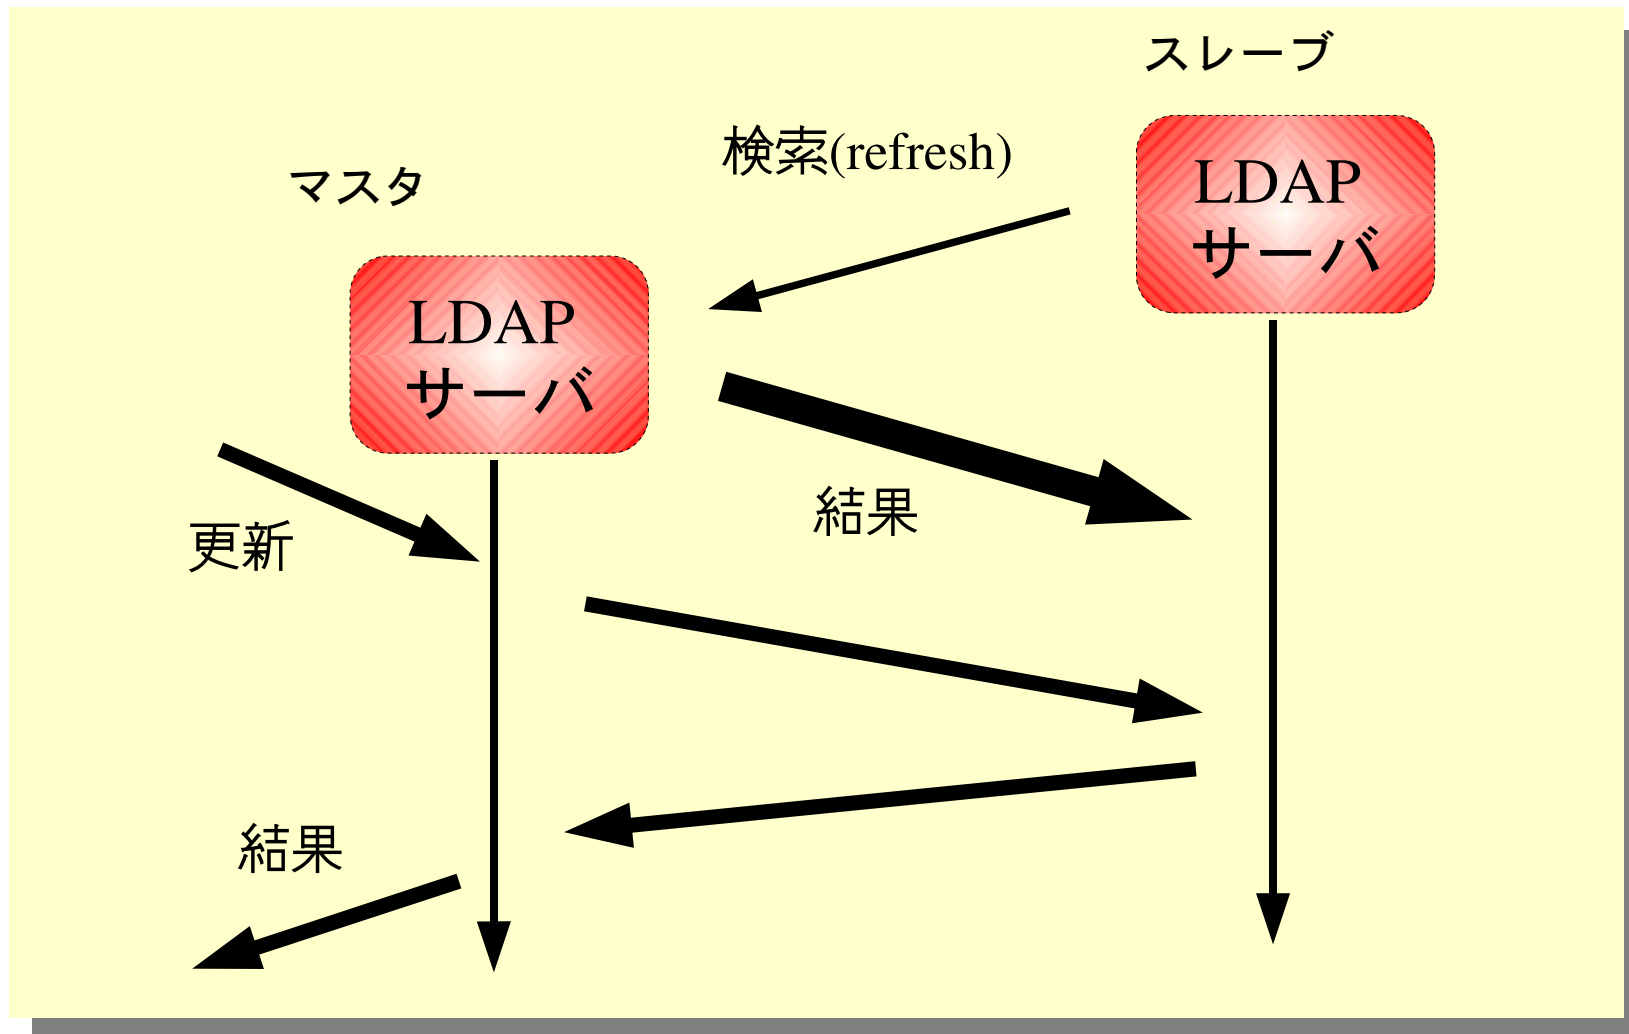 スレーブ
検索(refresh)
LDAP
サーバ
マスタ
LDAP
サーバ
結果
更新
結果